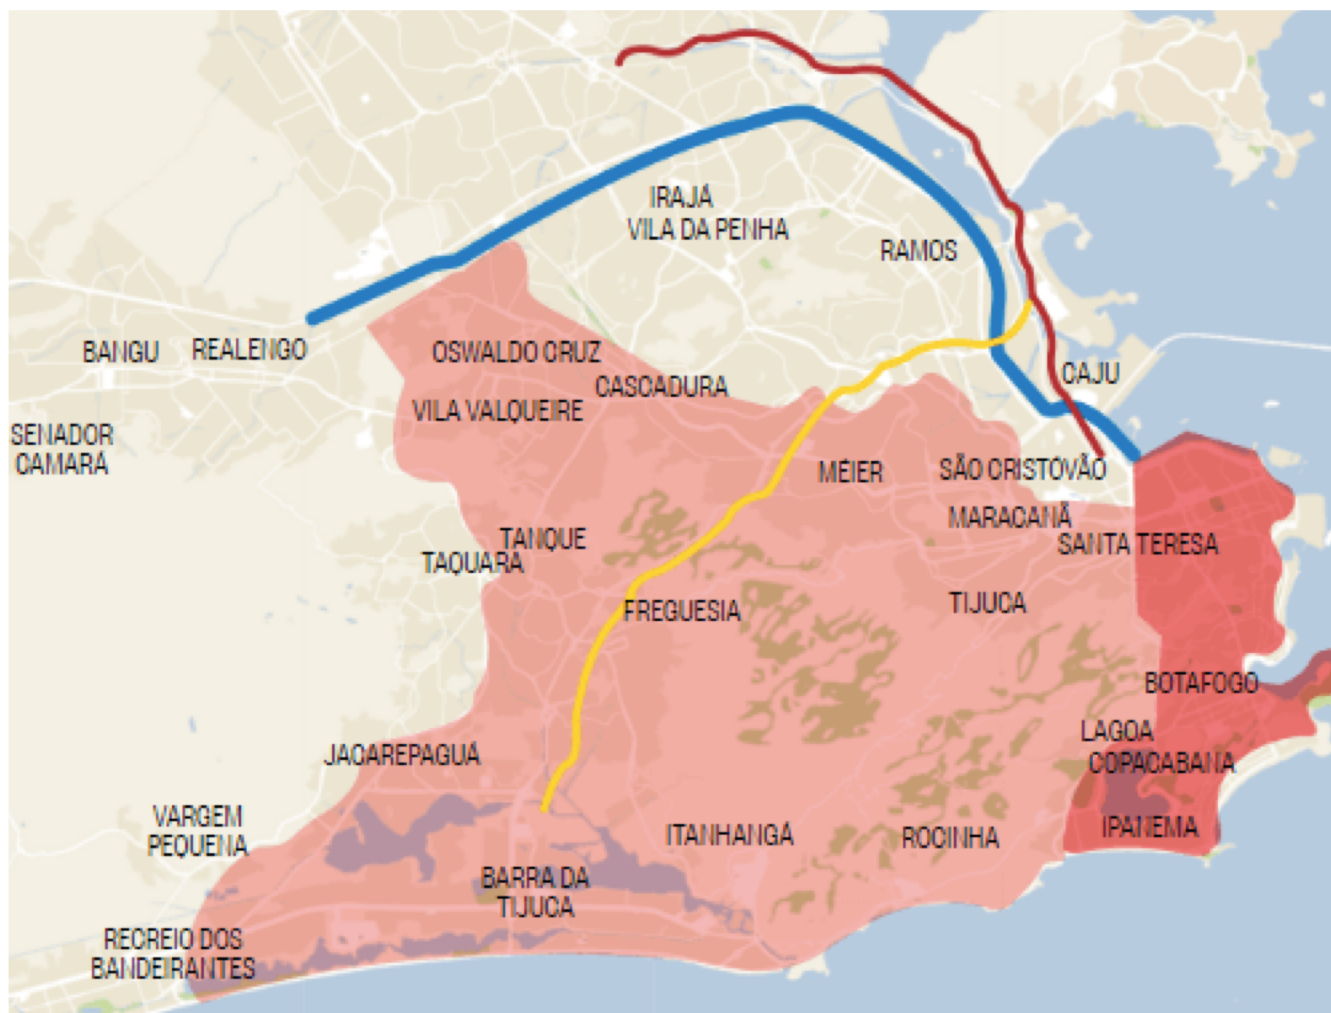 IRAJÁ
VILA DA PENHA
RAMOS
BANGU
REALENGO
OSWALDO CRUZ
CASCADURA
CAJU
VILA VALQUEIRE
SENADOR
CAMARÁ
MÉIER
SÃO CRISTÓVÃO
MARACANÃ
TANQUE
SANTA TERESA
TAQUARA
FREGUESIA
TIJUCA
BOTAFOGO
LAGOA
JACAREPAGUÁ
COPACABANA
VARGEM
PEQUENA
ITANHANGÁ
ROCINHA
IPANEMA
BARRA DA
TIJUCA
RECREIO DOS
BANDEIRANTES